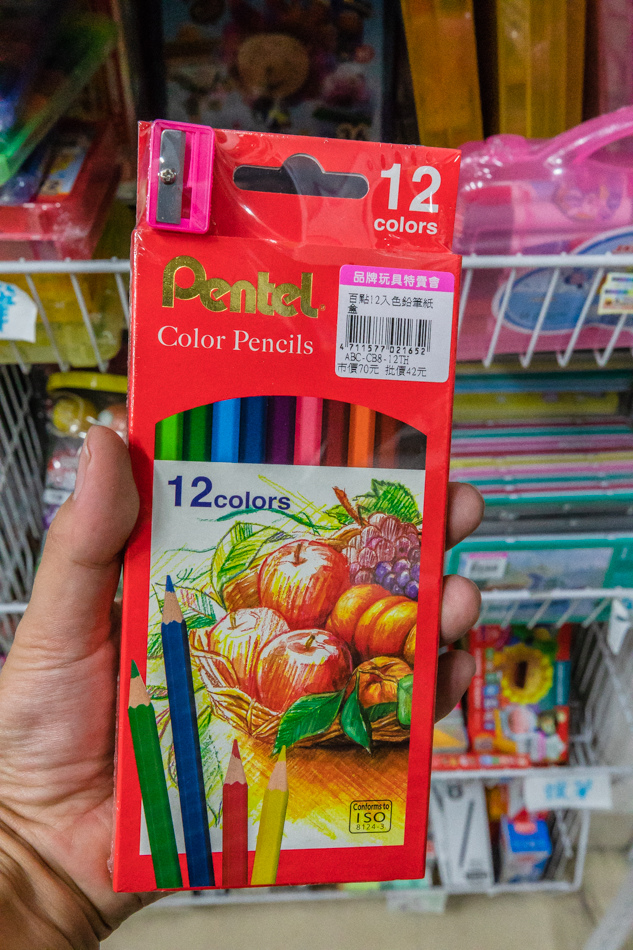 12
colors
Pentel
Color Pencils
品牌玩具特賣會
百點12入色鉛筆紙
盒
4 711577 021652
ABC-CB8-12TH
市價70元 批價42元
12colors
Conforms to
ISO
8124-3